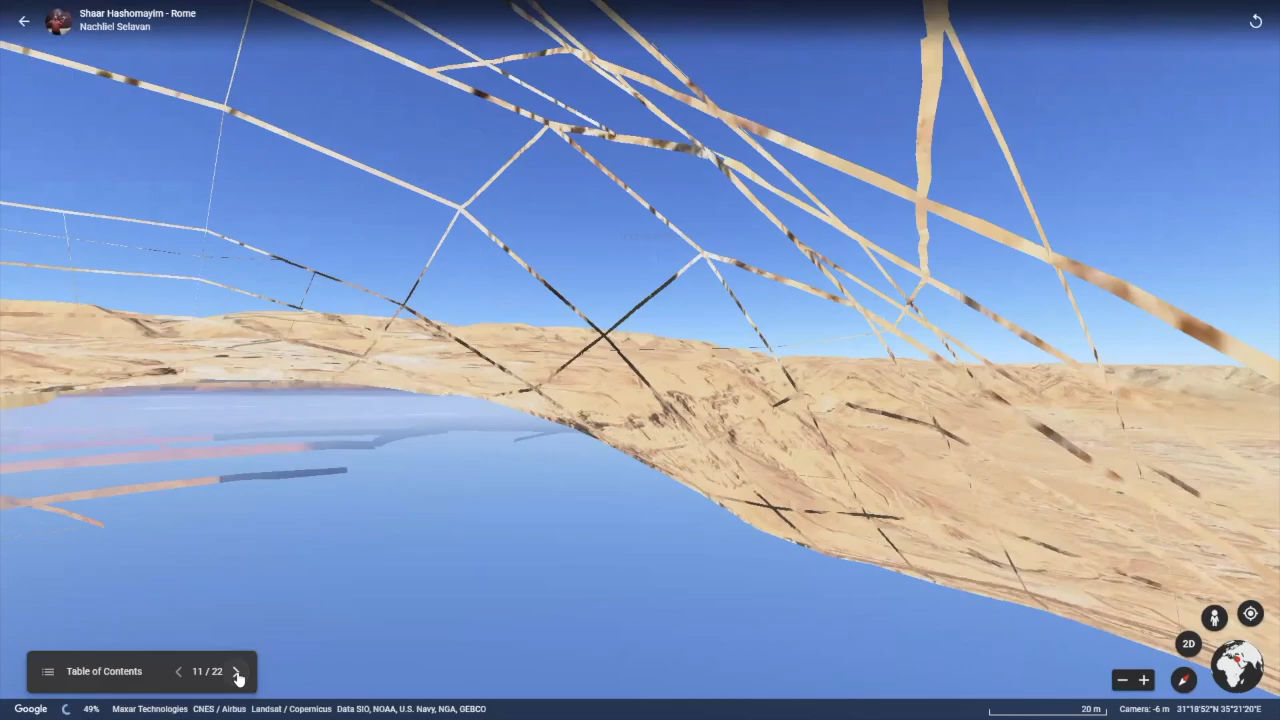 Shaar Hashomayim - Rome
Nachliel Selavan
2D
Table of Contents
11 / 22
Google
49%
Maxar Technologies CNES / Airbus Landsat / Copernicus Data SIO, NOAA, U.S. Navy, NGA, GEBCO
20 m
Camera: -6 m 31°18'52"N 35°21'20"E